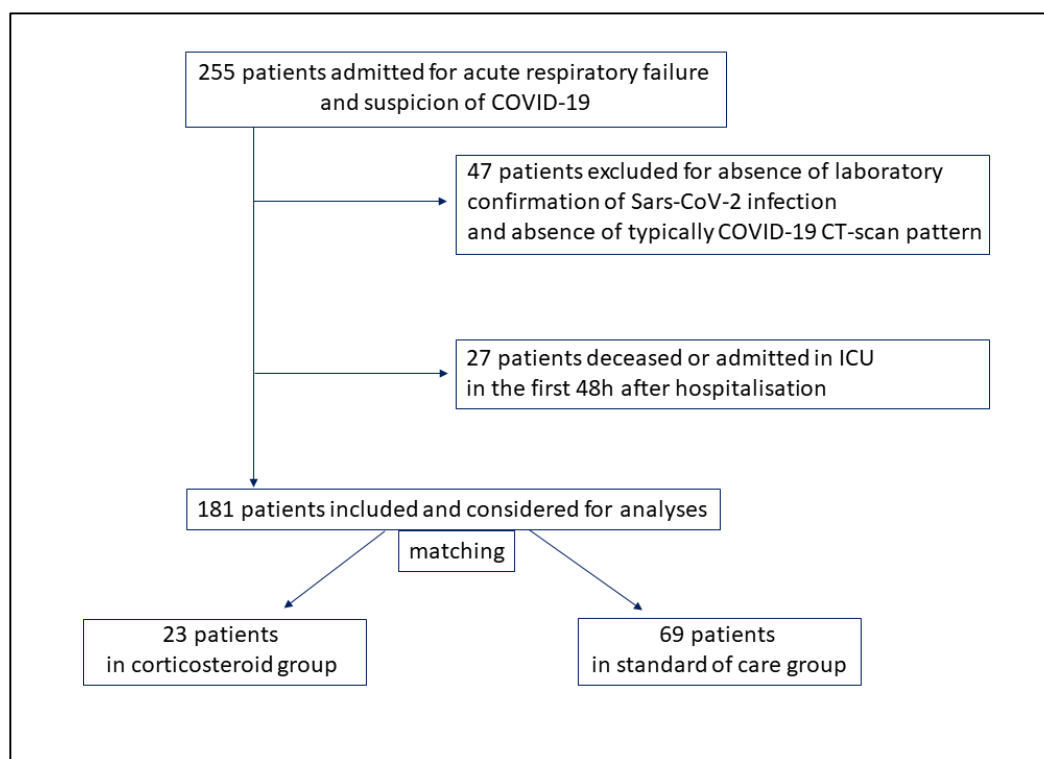 255 patients admitted for acute respiratory failure
and suspicion of COVID-19
47 patients excluded for absence of laboratory
confirmation of Sars-CoV-2 infection
and absence of typically COVID-19 CT-scan pattern
27 patients deceased or admitted in ICU
in the first 48h after hospitalisation
181 patients included and considered for analyses
matching
23 patients
in corticosteroid group
69 patients
in standard of care group